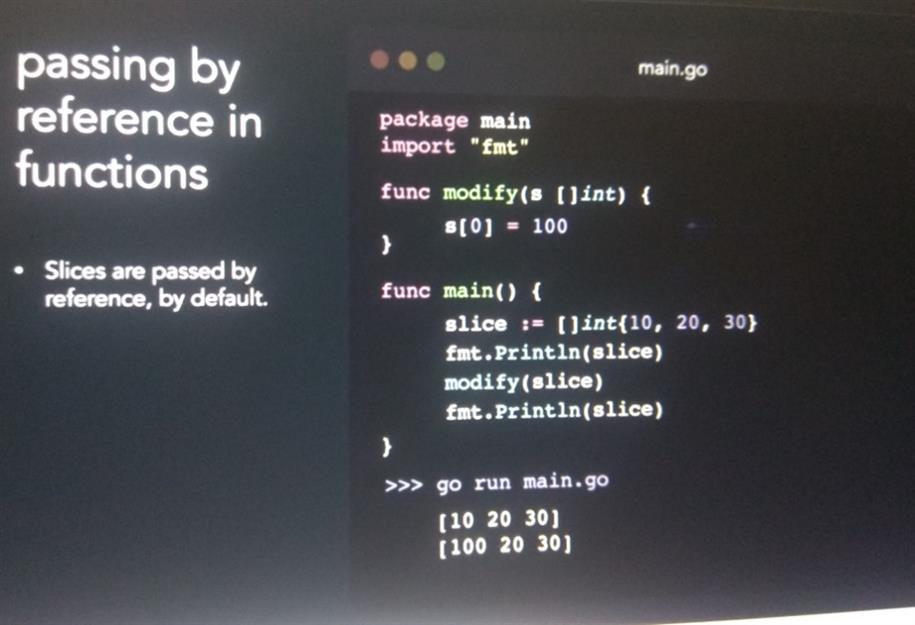 passing by
reference in
functions
• Slices are passed by
reference, by default.
main.go
package main
import "fmt"
func modify(s []int) {
s[0] = 100
}
func main() {
slice := []int{10, 20, 30}
fmt.Println(slice)
modify(slice)
fmt.Println(slice)
}
>>> go run main.go
[10 20 30]
[100 20 30]